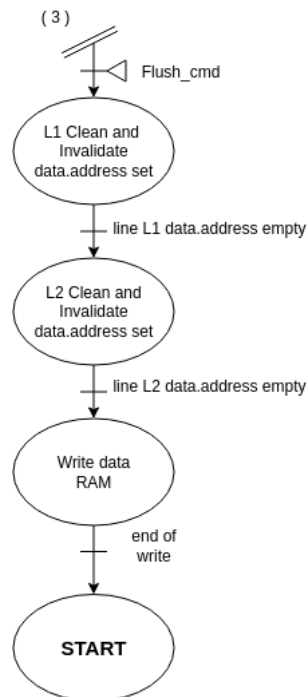 ( 3 )
Flush_cmd
L1 Clean and
Invalidate
data.address set
line L1 data.address empty
L2 Clean and
Invalidate
data.address set
line L2 data.address empty
Write data
RAM
end of
write
START